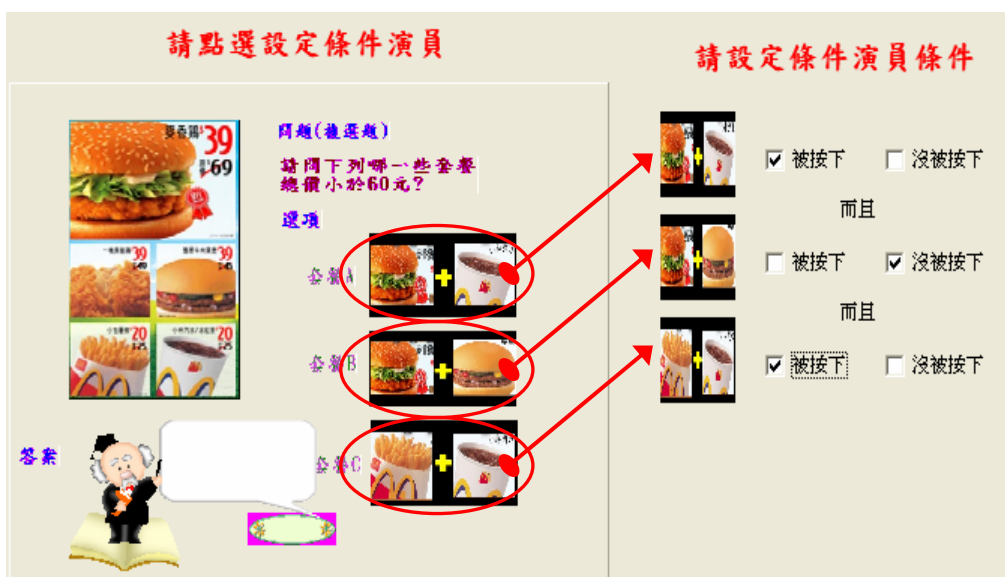 請點選設定條件演員
請設定條件演員條件
麥香鷄 39
69
39
39
20
20
問題(複選題)
請問下列哪一些套餐
總價小於60元?
選項
套餐A
套餐B
套餐C
答案
被按下 沒被按下
而且
被按下 沒被按下
而且
被按下 沒被按下